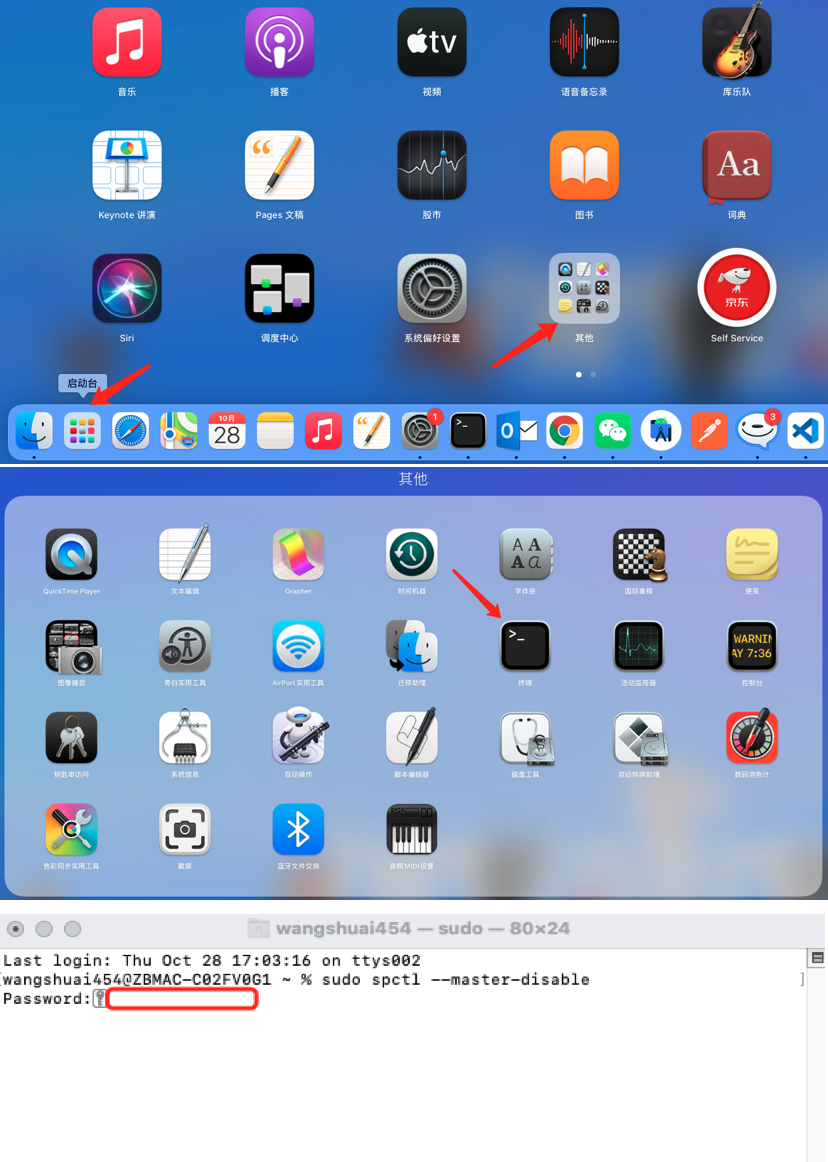 tv
音乐
播客
视频
语音备忘录
库乐队
Aa
Keynote 讲演
Pages 文稿
股市
图书
词典
京东
Siri
调度中心
系统偏好设置
其他
Self Service
启动台
10月
28
1
>_
3
其他
QuickTime Player
文本编辑
Grapher
时间机器
字体册
国际象棋
便笺
>_
WARNIN
AY 7:36
图像捕捉
旁白实用工具
AirPort 实用工具
迁移助理
终端
活动监视器
控制台
钥匙串访问
系统信息
自动操作
脚本编辑器
磁盘工具
启动转换助理
数码测色计
色彩同步实用工具
截屏
蓝牙文件交换
音频 MIDI 设置
wangshuai454 — sudo — 80×24
Last login: Thu Oct 28 17:03:16 on ttys002
[wangshuai454@ZBMAC-C02FV0G1 ~ % sudo spctl --master-disable ]
Password: